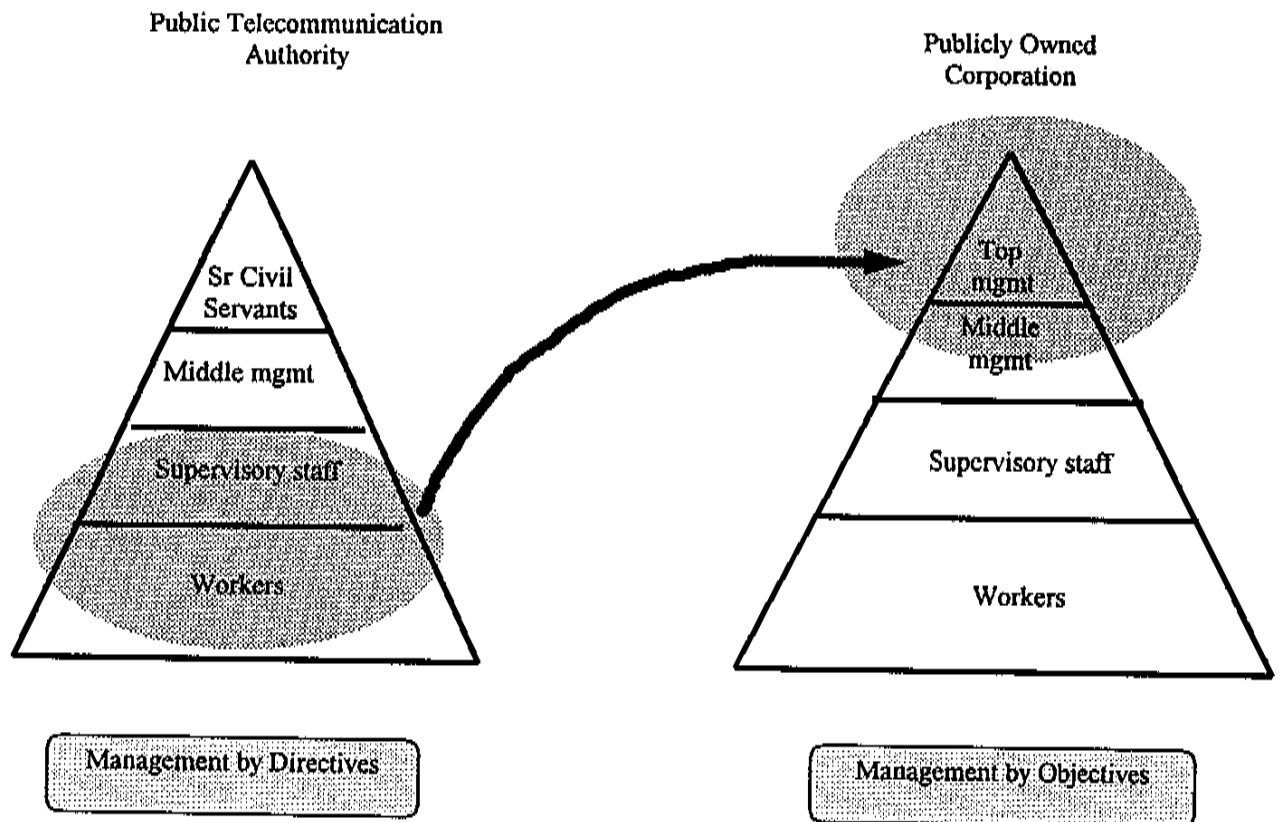 Public Telecommunication
Authority
Publicly Owned
Corporation
Sr Civil
Servants
Middle mgmt
Supervisory staff
Workers
Top
mgmt
Middle
mgmt
Supervisory staff
Workers
Management by Directives
Management by Objectives